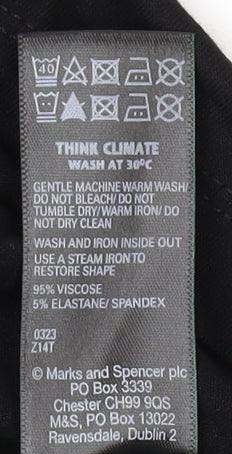 40
THINK CLIMATE
WASH AT 30ºC
GENTLE MACHINE WARM WASH/
DO NOT BLEACH/ DO NOT
TUMBLE DRY/ WARM IRON/ DO
NOT DRY CLEAN
WASH AND IRON INSIDE OUT
USE A STEAM IRON TO
RESTORE SHAPE
95% VISCOSE
5% ELASTANE/ SPANDEX
0323
Z14T
© Marks and Spencer plc
PO Box 3339
Chester CH99 9QS
M&S, PO Box 13022
Ravensdale, Dublin 2